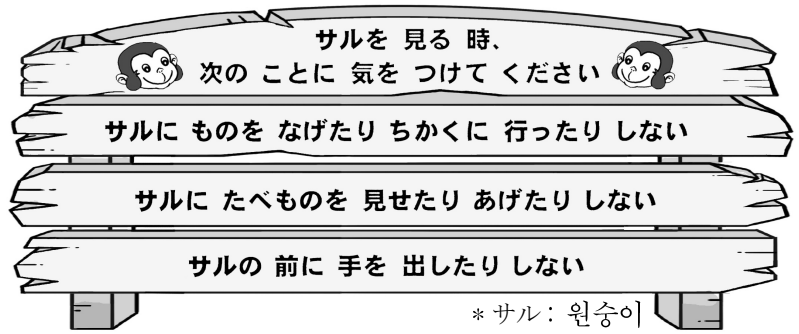 サルを 見る 時、
次の ことに 気を つけて ください
サルに ものを なげたり ちかくに 行ったり しない
サルに たべものを 見せたり あげたり しない
サルの 前に 手を 出したり しない
* サル : 원숭이